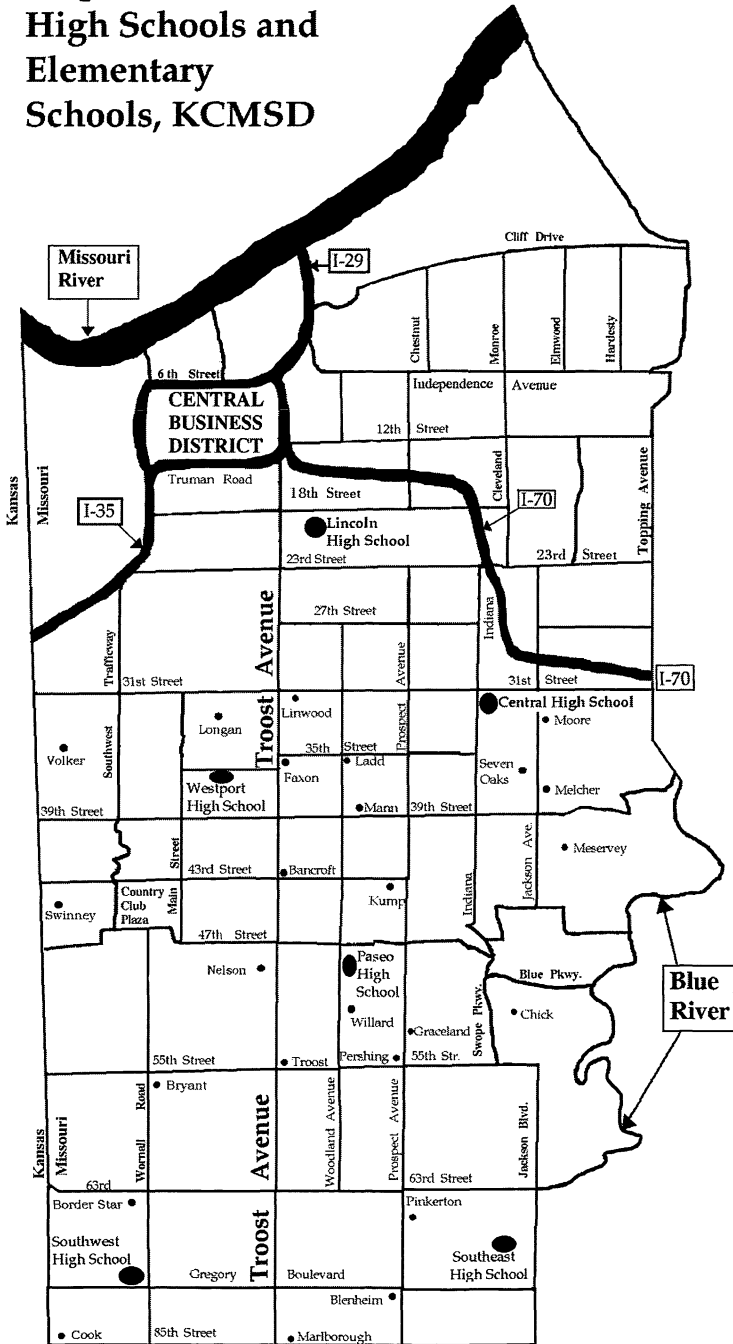 High Schools and
Elementary
Schools, KCMSD
Cliff Drive
Missouri
River
I-29
Chestnut
Monroe
Elmwood
Hardesty
6th Street
Independence Avenue
CENTRAL
BUSINESS
DISTRICT
12th Street
Kansas
Missouri
Truman Road
18th Street
Cleveland
Topping Avenue
I-35
I-70
Lincoln
High School
23rd Street
23rd Street
27th Street
Indiana
Trafficway
Troost Avenue
Avenue
31st Street
31st Street
I-70
Central High School
Linwood
Moore
Longan
Prospect
35th Street
Volker
Southwest
Faxon
Ladd
Seven
Oaks
Westport
High School
Melcher
39th Street
Mann
39th Street
Street
43rd Street
Bancroft
Jackson Ave.
Meservey
Country
Club
Plaza
Main
Kump
Indiana
Swinney
47th Street
Nelson
Paseo
High
School
Blue Pkwy.
Blue
River
Willard
Swope Pkwy.
Chick
Graceland
55th Street
Troost
Pershing
55th Str.
Bryant
Kansas
Missouri
Wornall Road
Troost Avenue
Woodland Avenue
Prospect Avenue
Jackson Blvd.
63rd
63rd Street
Border Star
Pinkerton
Southwest
High School
Southeast
High School
Gregory Boulevard
Blenheim
Cook
85th Street
Marlborough